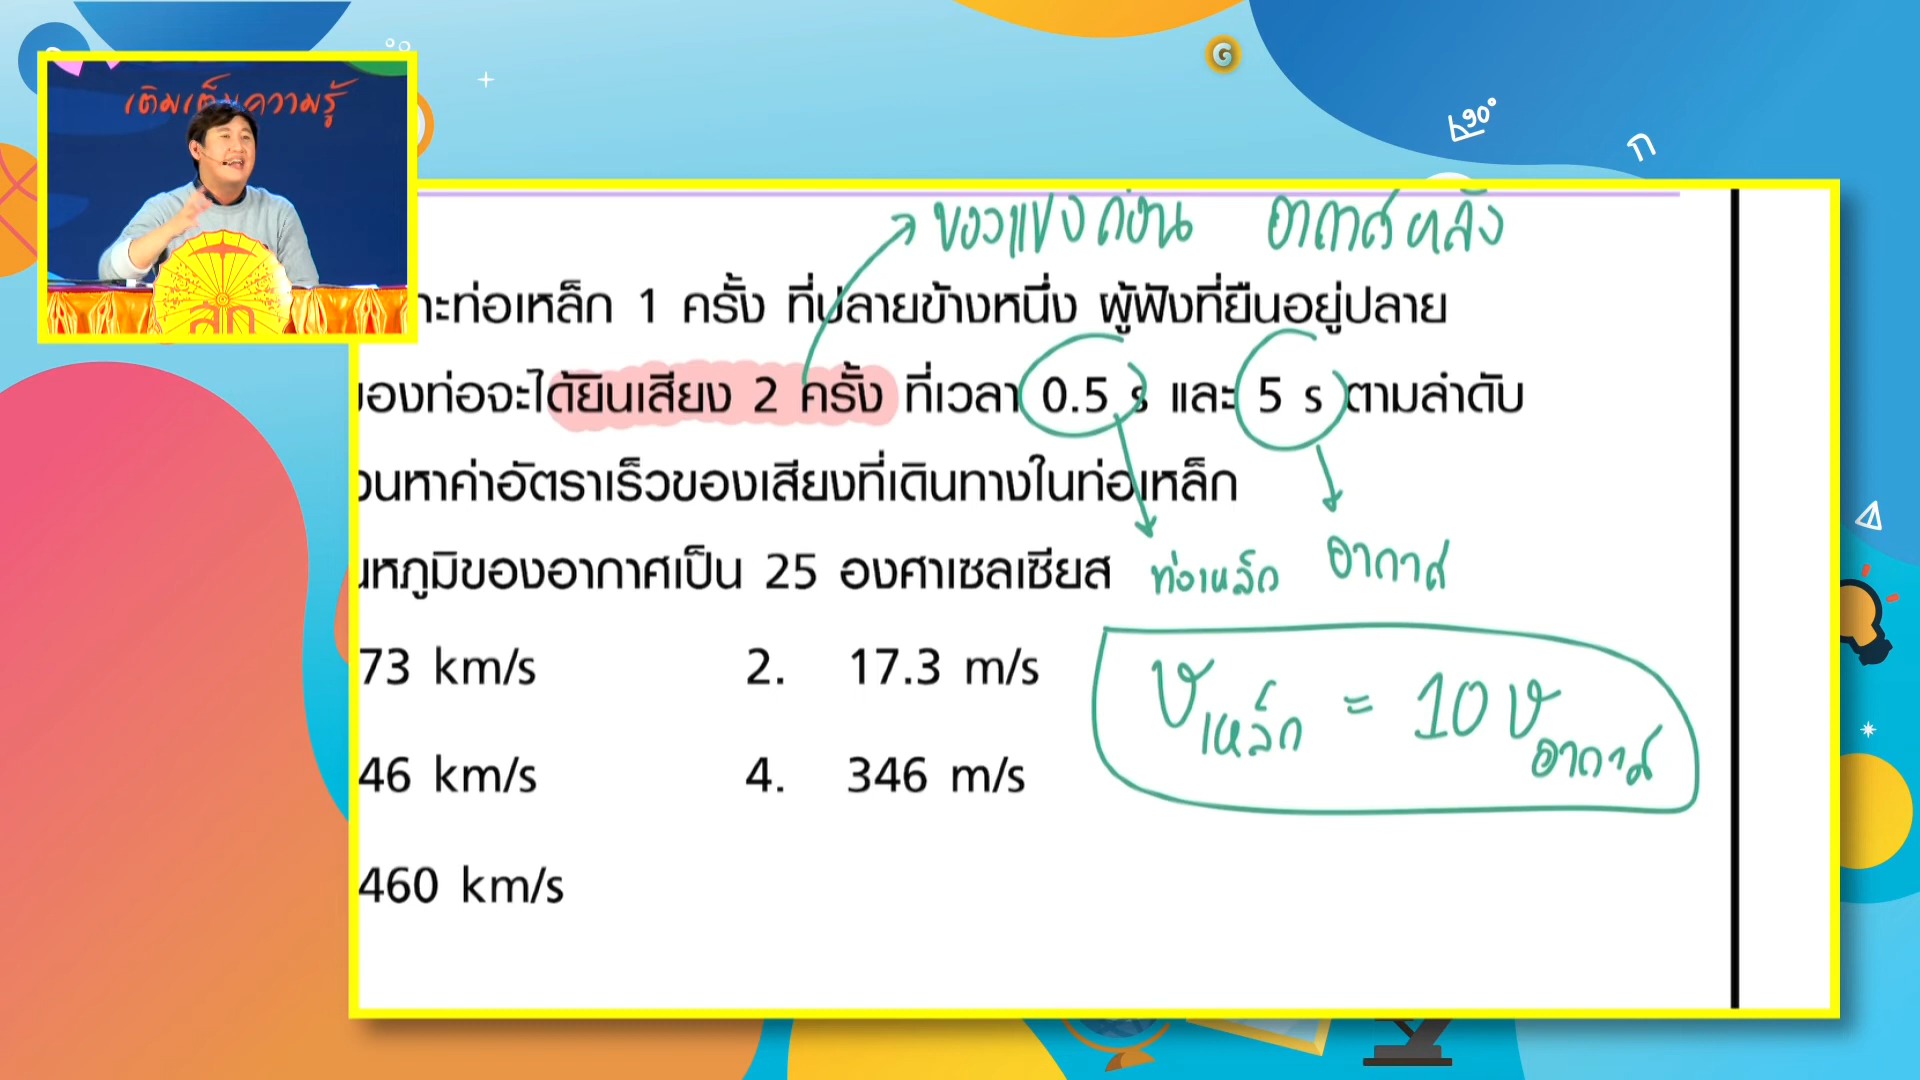 เติมเต็มความรู้
สก
G
90°
ก
ของแข็งก่อน อากาศหลัง
าะท่อเหล็ก 1 ครั้ง ที่ปลายข้างหนึ่ง ผู้ฟังที่ยืนอยู่ปลาย
ของท่อจะได้ยินเสียง 2 ครั้ง ที่เวลา 0.5 s และ 5 s ตามลำดับ
วนหาค่าอัตราเร็วของเสียงที่เดินทางในท่อเหล็ก
ณหภูมิของอากาศเป็น 25 องศาเซลเซียส
ท่อเหล็ก อากาศ
73 km/s 2. 17.3 m/s
v เหล็ก = 10 v อากาศ
46 km/s 4. 346 m/s
460 km/s